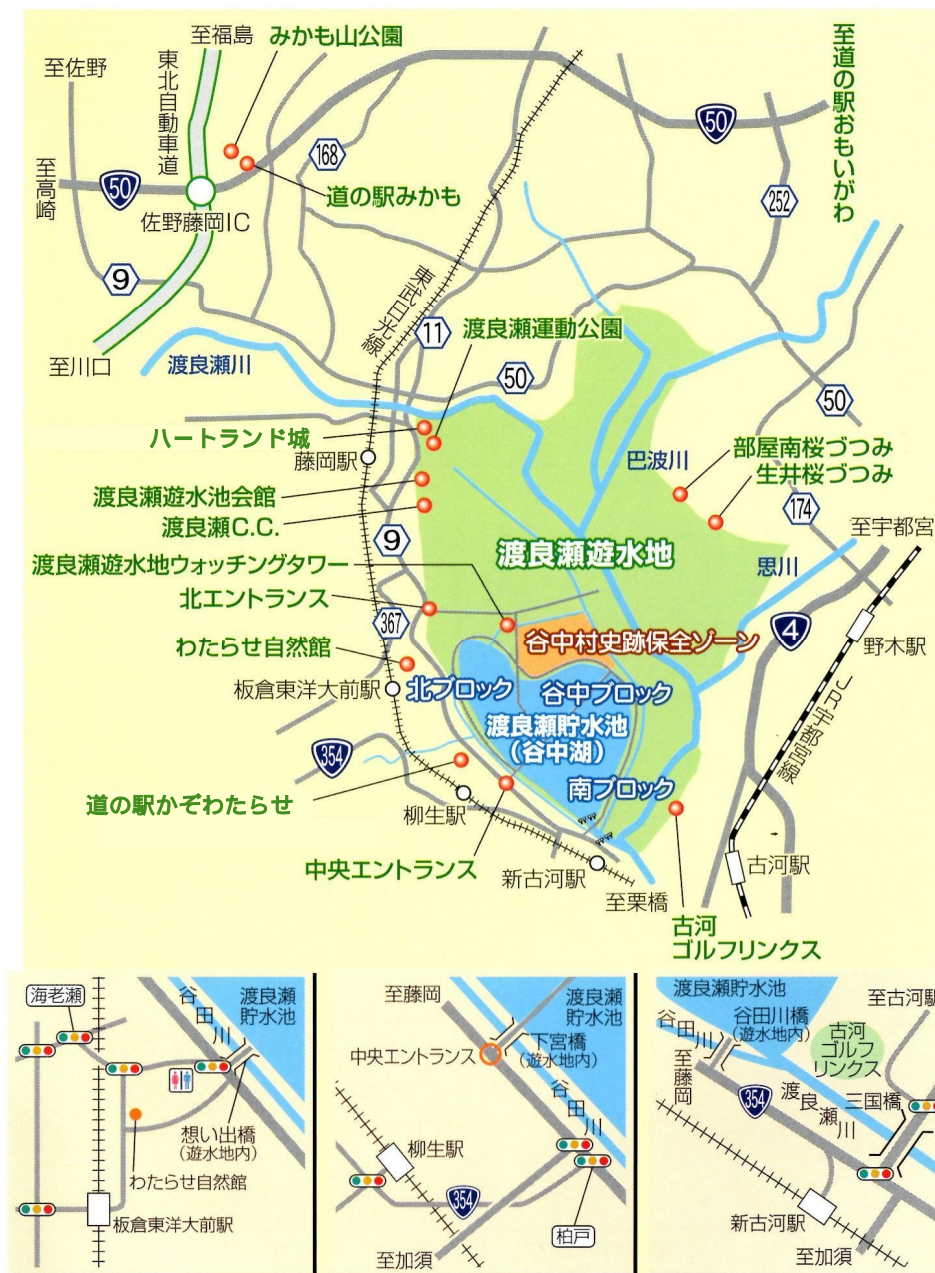 至福島
みかも山公園
至佐野
東北自動車道
至道の駅おもいがわ
50
168
至高崎
50
道の駅みかも
252
佐野藤岡IC
9
東武日光線
11
渡良瀬運動公園
至川口
渡良瀬川
50
50
ハートランド城
藤岡駅
巴波川
部屋南桜づつみ
生井桜づつみ
渡良瀬遊水池会館
渡良瀬C.C.
174
至宇都宮
9
渡良瀬遊水地
渡良瀬遊水地ウォッチングタワー
思川
北エントランス
367
4
谷中村史跡保全ゾーン
野木駅
わたらせ自然館
板倉東洋大前駅
北ブロック
谷中ブロック
JR宇都宮線
渡良瀬貯水池
(谷中湖)
354
南ブロック
道の駅かぞわたらせ
柳生駅
中央エントランス
新古河駅
古河駅
至栗橋
古河
ゴルフリンクス
海老瀬
谷田川
渡良瀬
貯水池
想い出橋
(遊水地内)
わたらせ自然館
板倉東洋大前駅
至藤岡
渡良瀬
貯水池
中央エントランス
下宮橋
(遊水地内)
谷田川
柳生駅
354
柏戸
至加須
渡良瀬貯水池
谷田川
谷田川橋
(遊水地内)
至古河駅
古河
ゴルフ
リンクス
至藤岡
354
渡良瀬川
三国橋
新古河駅
至加須